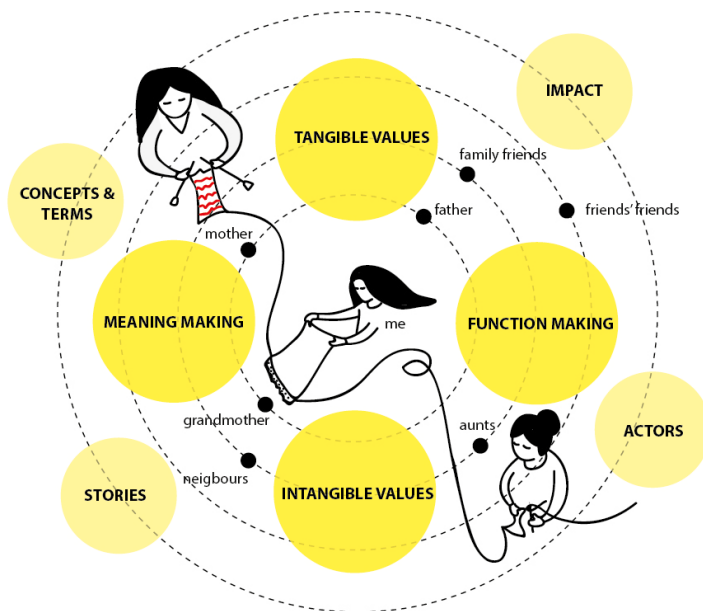 IMPACT
TANGIBLE VALUES
family friends
CONCEPTS &
TERMS
father
friends´friends
mother
MEANING MAKING
me
FUNCTION MAKING
grandmother
aunts
ACTORS
neigbours
STORIES
INTANGIBLE VALUES